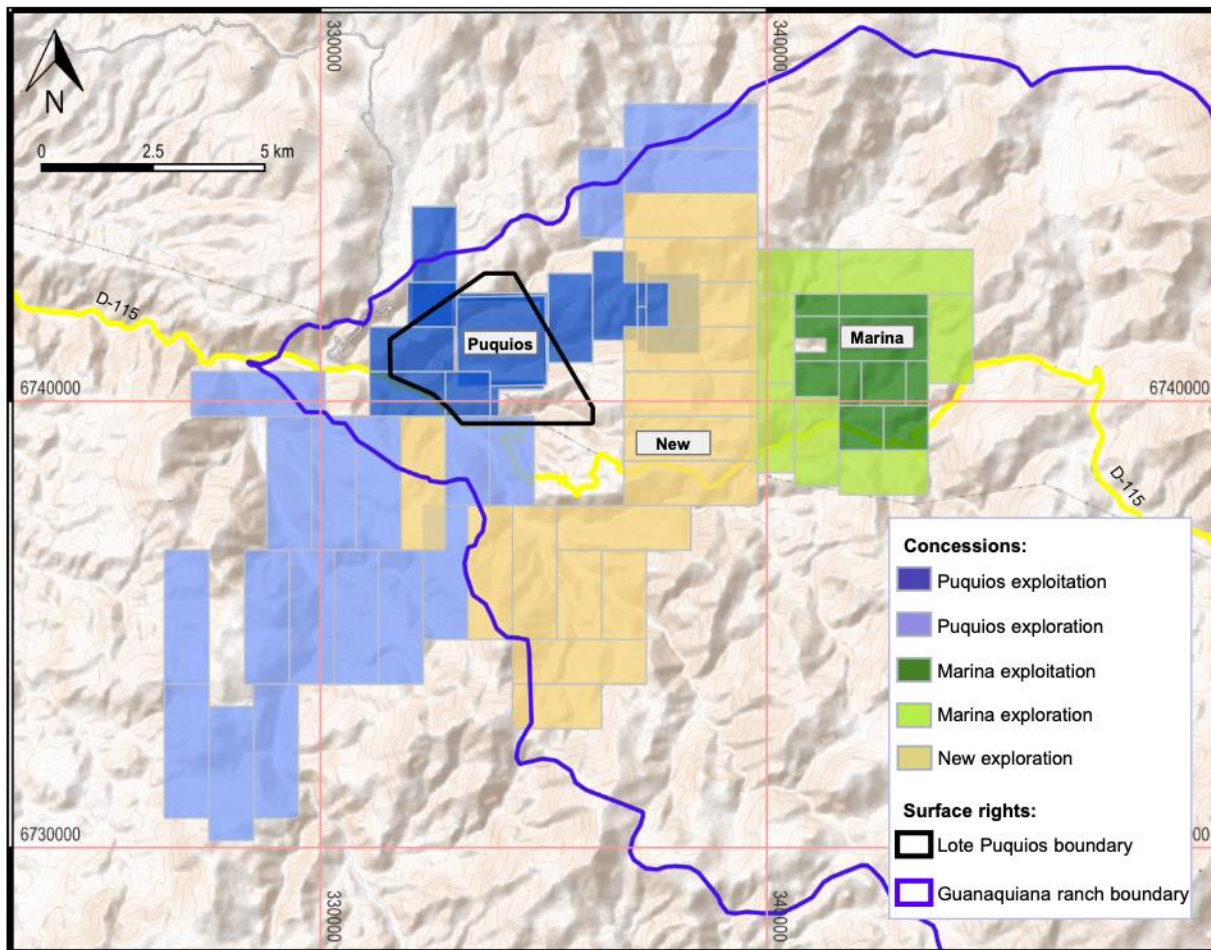 330000
340000
N
0 2.5 5 km
D-115
Puquios
Marina
6740000
6740000
New
D-115
Concessions:
Puquios exploitation
Puquios exploration
Marina exploitation
Marina exploration
New exploration
Surface rights:
Lote Puquios boundary
Guanaquiana ranch boundary
6730000
330000
340000